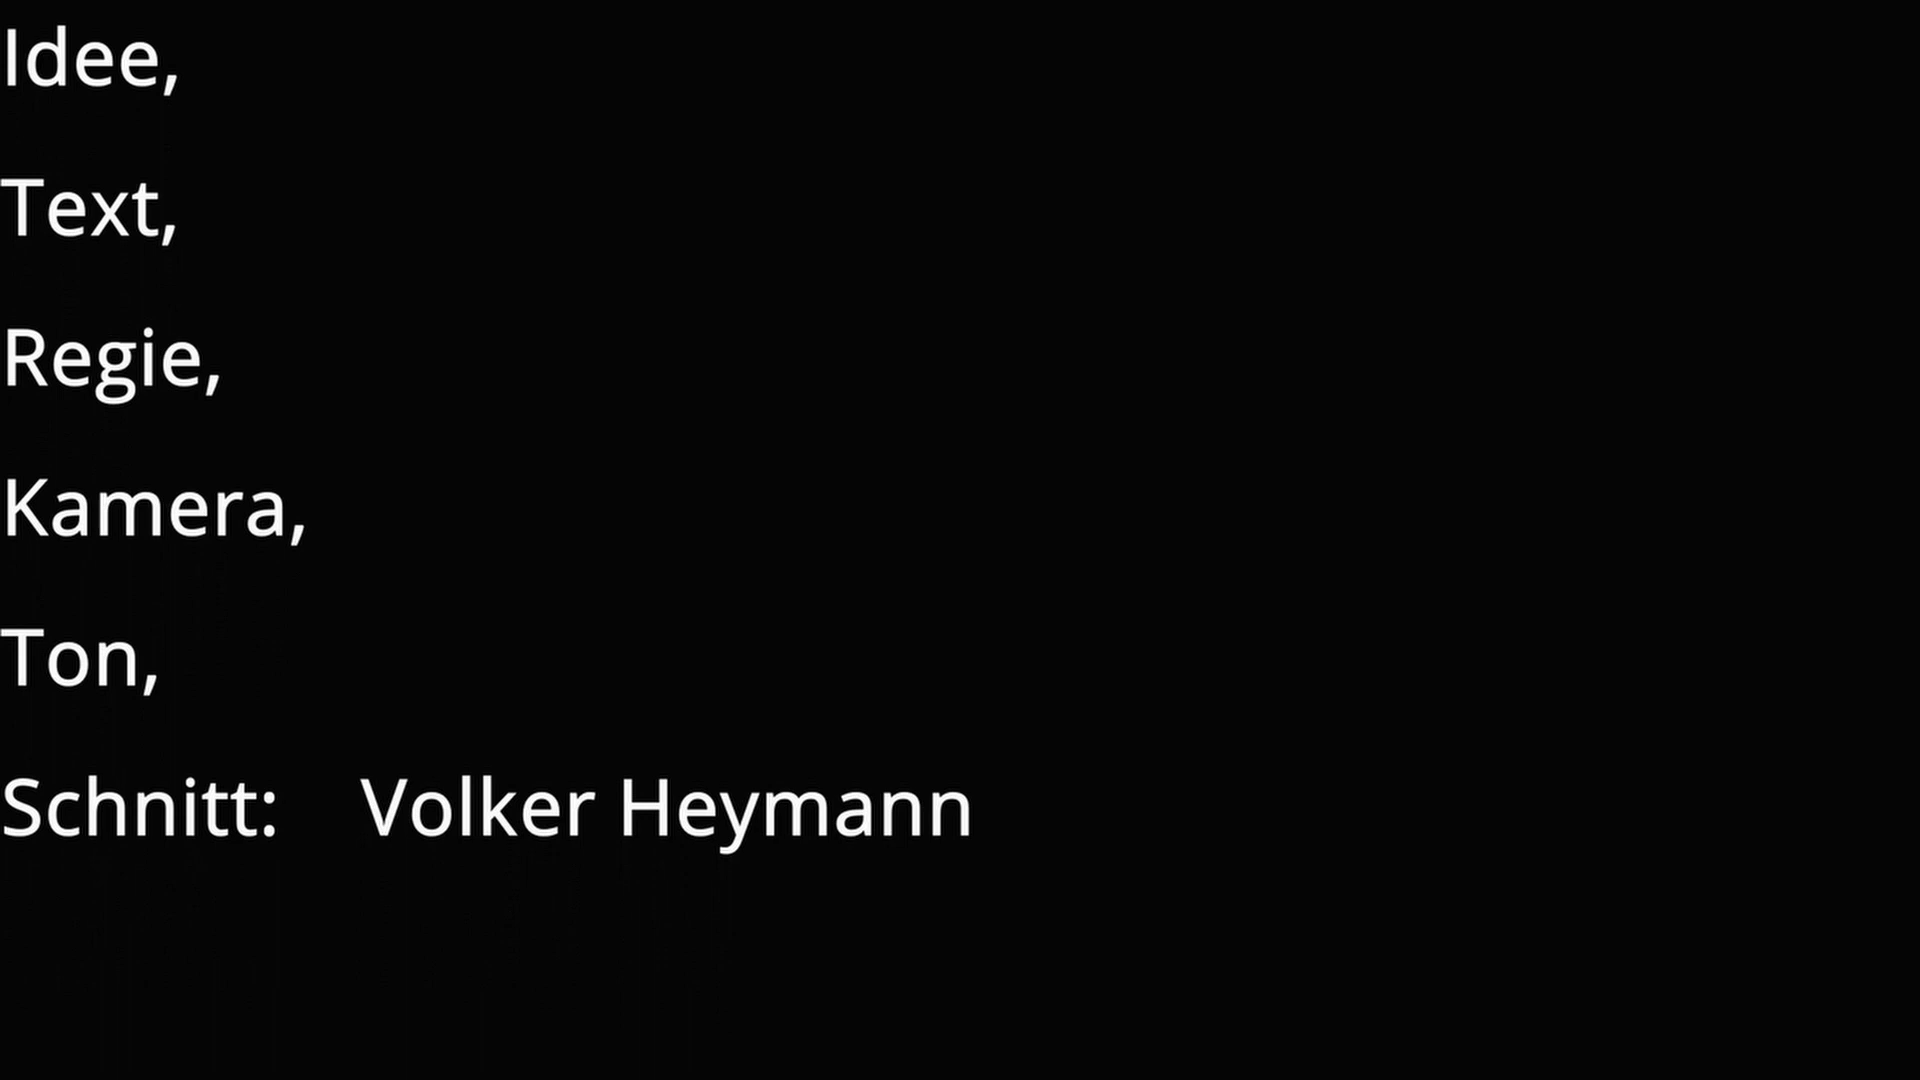 Idee,
Text,
Regie,
Kamera,
Ton,
Schnitt: Volker Heymann